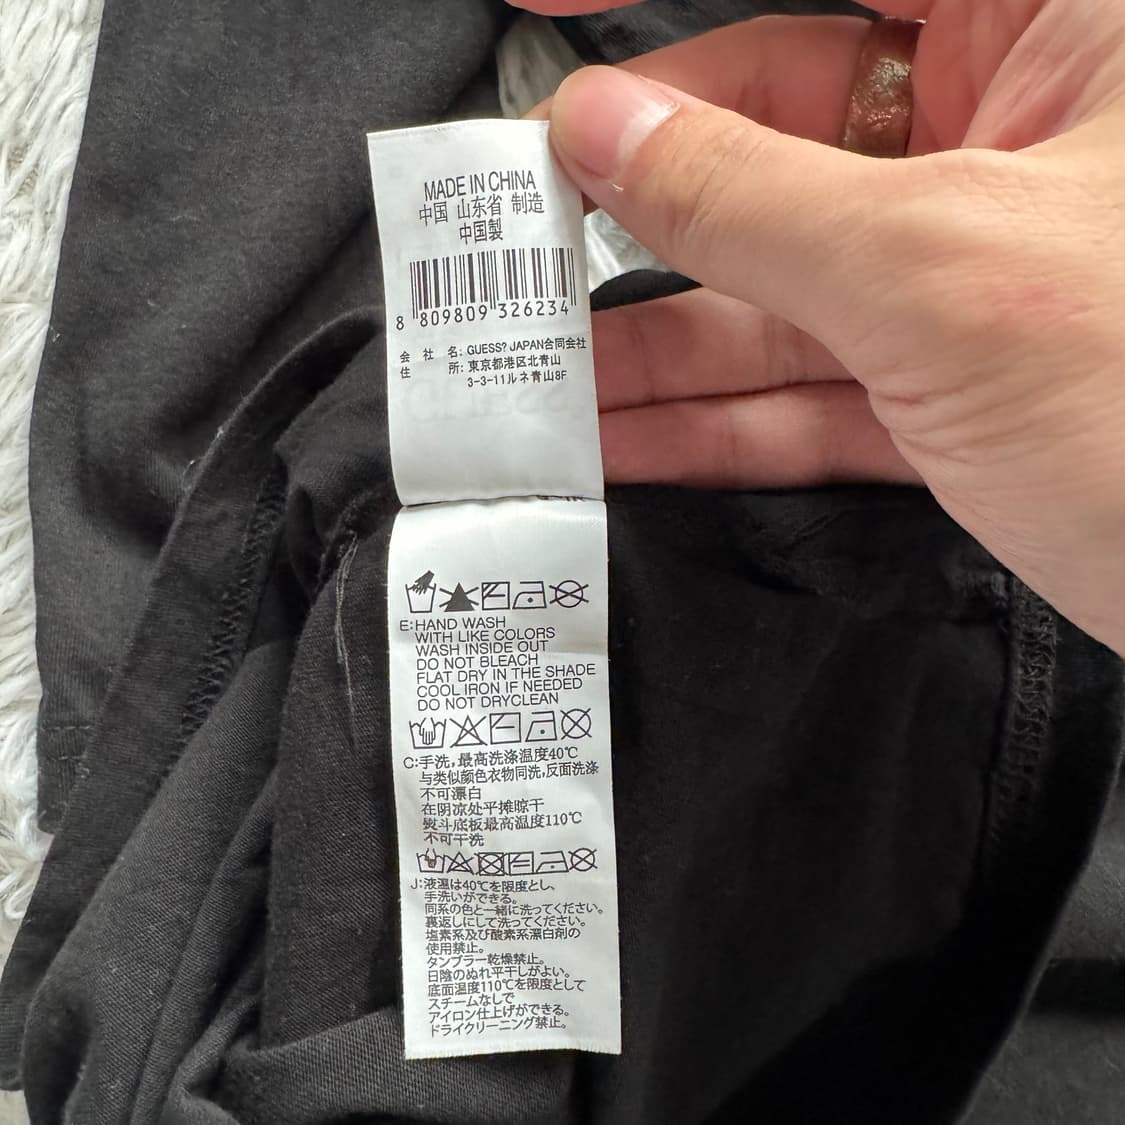 MADE IN CHINA
中国 山东省 制造
中国製
8 809809 326234
会 社 名: GUESS? JAPAN合同会社
住 所: 東京都港区北青山
3-3-11ルネ青山8F
E:HAND WASH
WITH LIKE COLORS
WASH INSIDE OUT
DO NOT BLEACH
FLAT DRY IN THE SHADE
COOL IRON IF NEEDED
DO NOT DRYCLEAN
C:手洗,最高洗涤温度40℃
与类似颜色衣物同洗,反面洗涤
不可漂白
在阴凉处平摊晾干
熨斗底板最高温度110℃
不可干洗
J:液温は40℃を限度とし、
手洗いができる。
同系の色と一緒に洗ってください。
裏返しにして洗ってください。
塩素系及び酸素系漂白剤の
使用禁止。
タンブラー乾燥禁止。
日陰のぬれ平干しがよい。
底面温度110℃を限度として
スチームなしで
アイロン仕上げができる。
ドライクリーニング禁止。